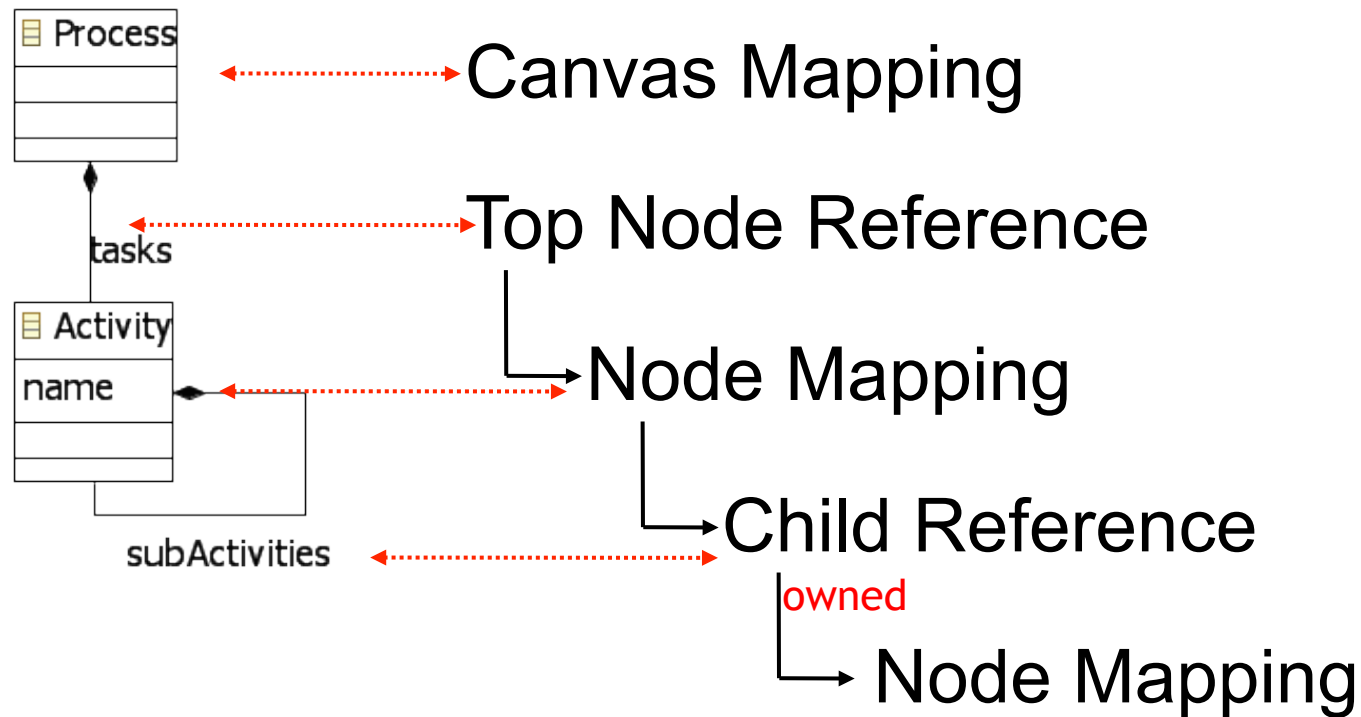 Process
Canvas Mapping
Top Node Reference
tasks
Activity
name
Node Mapping
Child Reference
subActivities
owned
Node Mapping